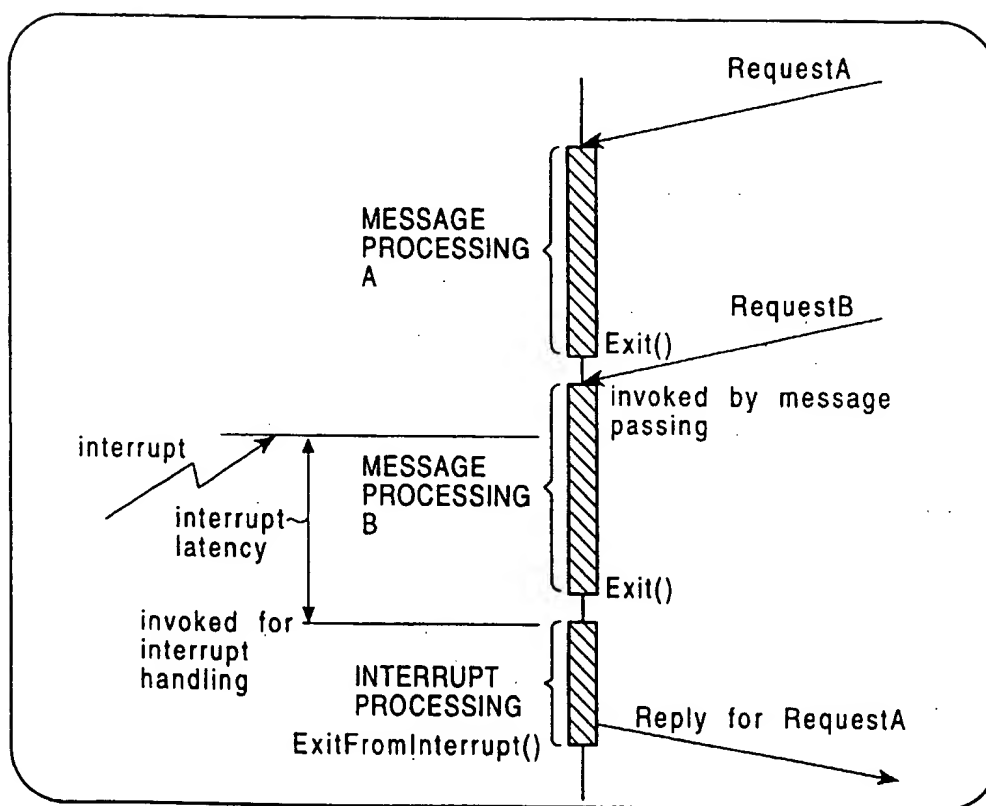 RequestA
MESSAGE
PROCESSING
A
RequestB
Exit()
invoked by message
passing
interrupt
MESSAGE
PROCESSING
B
interrupt
latency
Exit()
invoked for
interrupt
handling
INTERRUPT
PROCESSING
Reply for RequestA
ExitFromInterrupt()